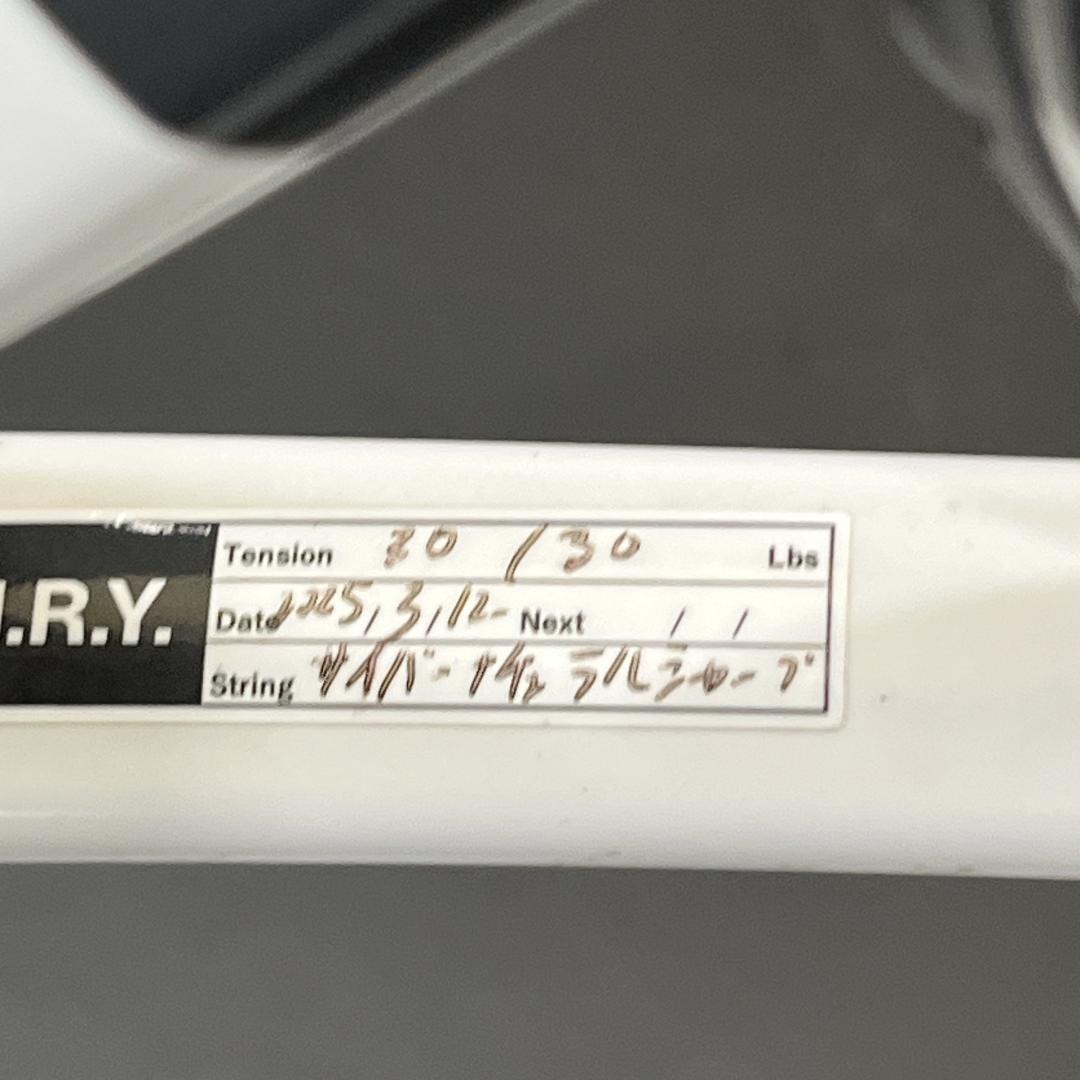 .R.Y.
Tension 30 / 30 Lbs
Date 2025, 3, 12 Next / /
String サイバーナチュラルシャープ